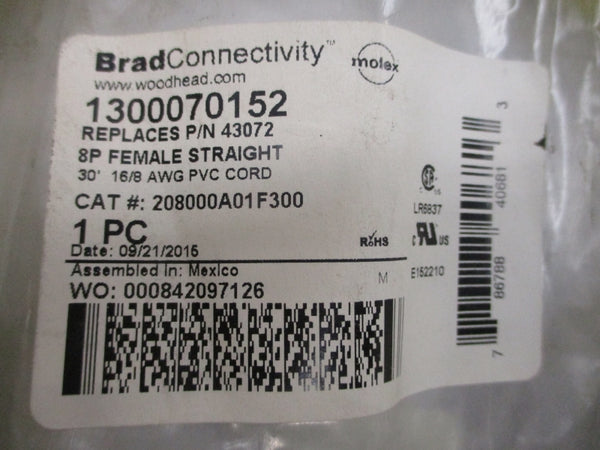 BradConnectivity™
molex
www.woodhead.com
1300070152
REPLACES P/N 43072
8P FEMALE STRAIGHT
30' 16/8 AWG PVC CORD
CAT #: 208000A01F300
1 PC
Date: 09/21/2015
RoHS
Assembled In: Mexico
M
WO: 000842097126
LR6837
c US
E152210
7 86788 40681 3